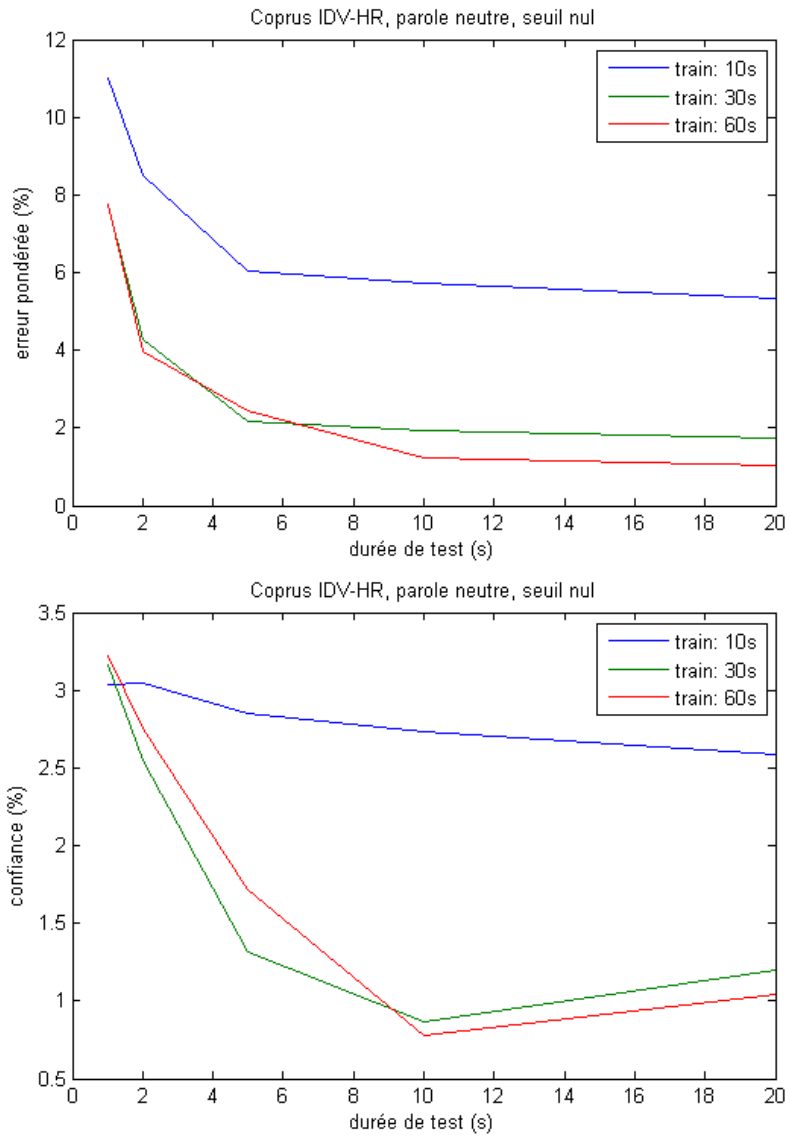 Coprus IDV-HR, parole neutre, seuil nul
12
10
8
6
4
2
0
erreur pondérée (%)
train: 10s
train: 30s
train: 60s
0 2 4 6 8 10 12 14 16 18 20
durée de test (s)
Coprus IDV-HR, parole neutre, seuil nul
3.5
3
2.5
2
1.5
1
0.5
confiance (%)
train: 10s
train: 30s
train: 60s
0 2 4 6 8 10 12 14 16 18 20
durée de test (s)